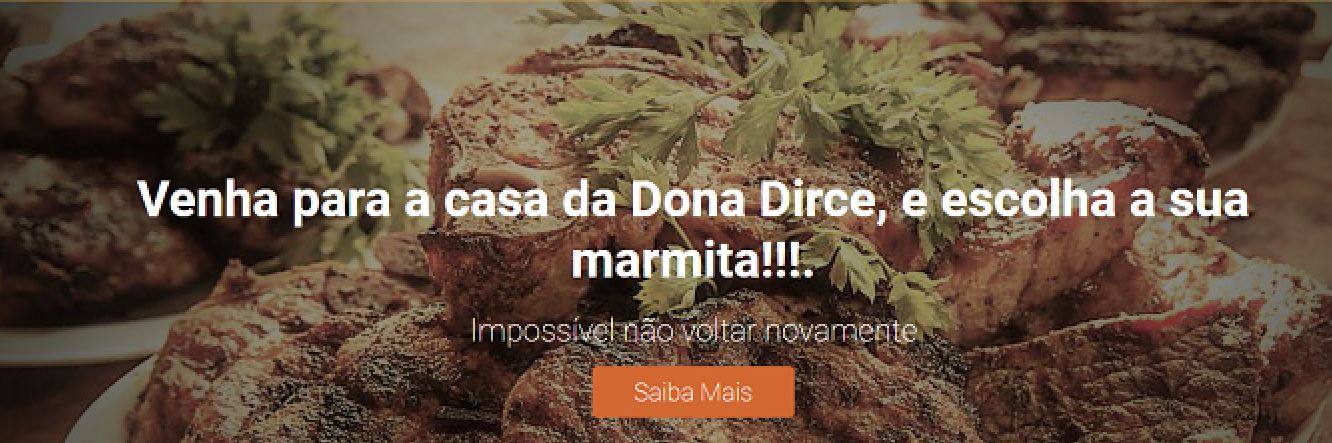 Venha para a casa da Dona Dirce, e escolha a sua
marmita!!!.
Impossível não voltar novamente
Saiba Mais